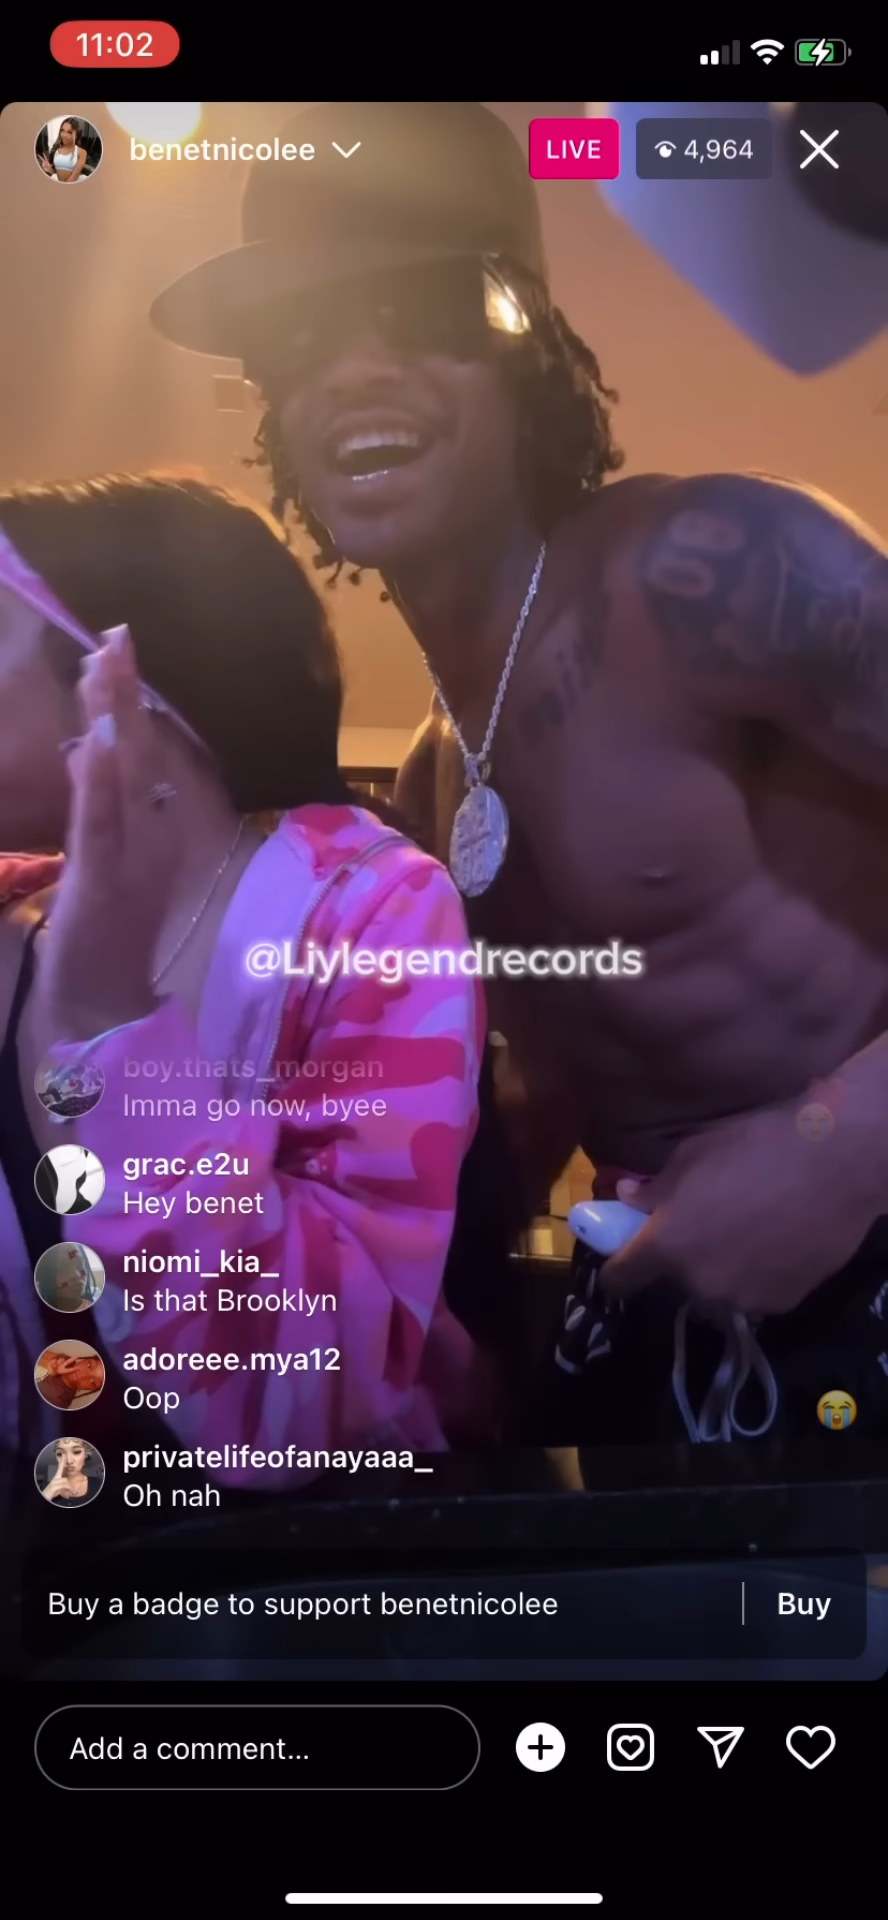 11:02
benetnicolee
LIVE
4,964
@Liylegendrecords
boy.thats_morgan
Imma go now, byee
grac.e2u
Hey benet
niomi_kia_
Is that Brooklyn
adoreee.mya12
Oop
privatelifeofanayaaa_
Oh nah
Buy a badge to support benetnicolee
Buy
Add a comment...